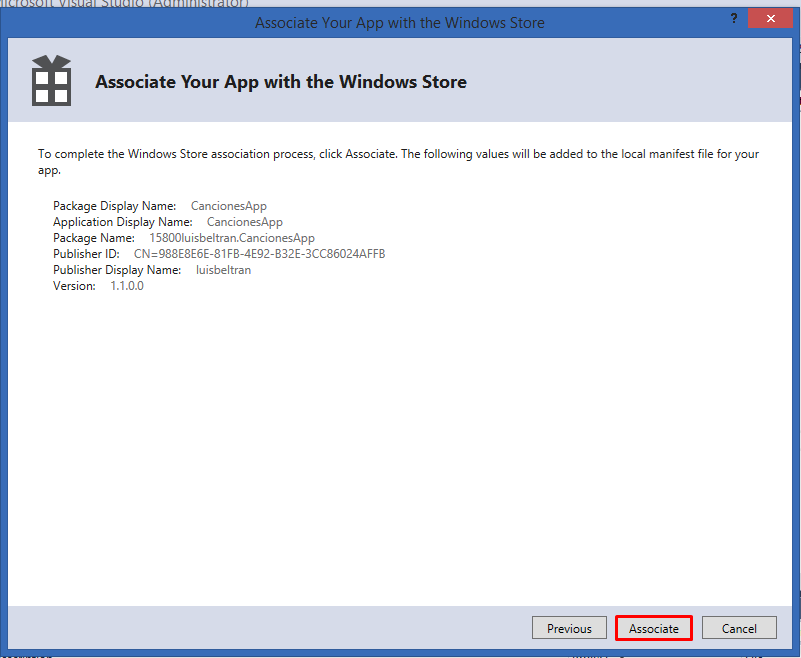 Microsoft Visual Studio (Administrator)
Associate Your App with the Windows Store
?
Associate Your App with the Windows Store
To complete the Windows Store association process, click Associate. The following values will be added to the local manifest file for your
app.
Package Display Name: CancionesApp
Application Display Name: CancionesApp
Package Name: 15800luisbeltran.CancionesApp
Publisher ID: CN=988E8E6E-81FB-4E92-B32E-3CC86024AFFB
Publisher Display Name: luisbeltran
Version: 1.1.0.0
Previous Associate Cancel